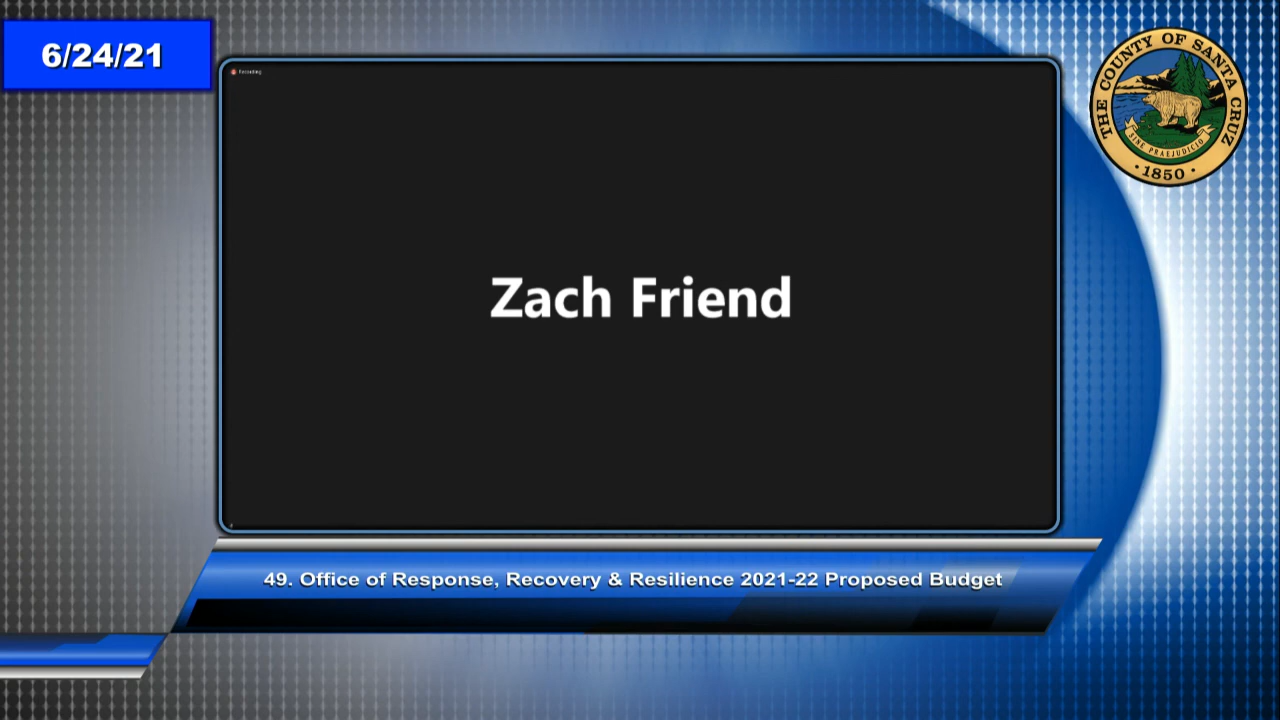 6/24/21
Recording
THE COUNTY OF SANTA CRUZ
SINE PRAEJUDICIO
• 1850 •
Zach Friend
49. Office of Response, Recovery & Resilience 2021-22 Proposed Budget